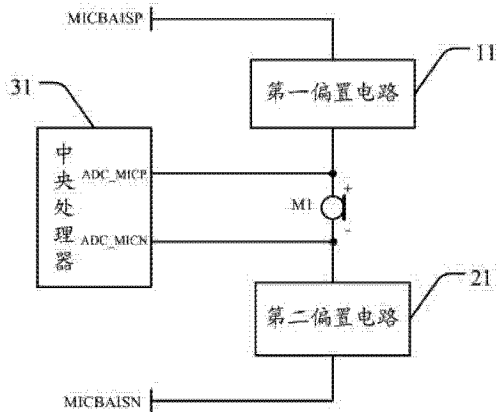 MICBAISP
11
第一偏置电路
31
中央处理器
ADC_MICP
+
M1
-
ADC_MICN
21
第二偏置电路
MICBAISN